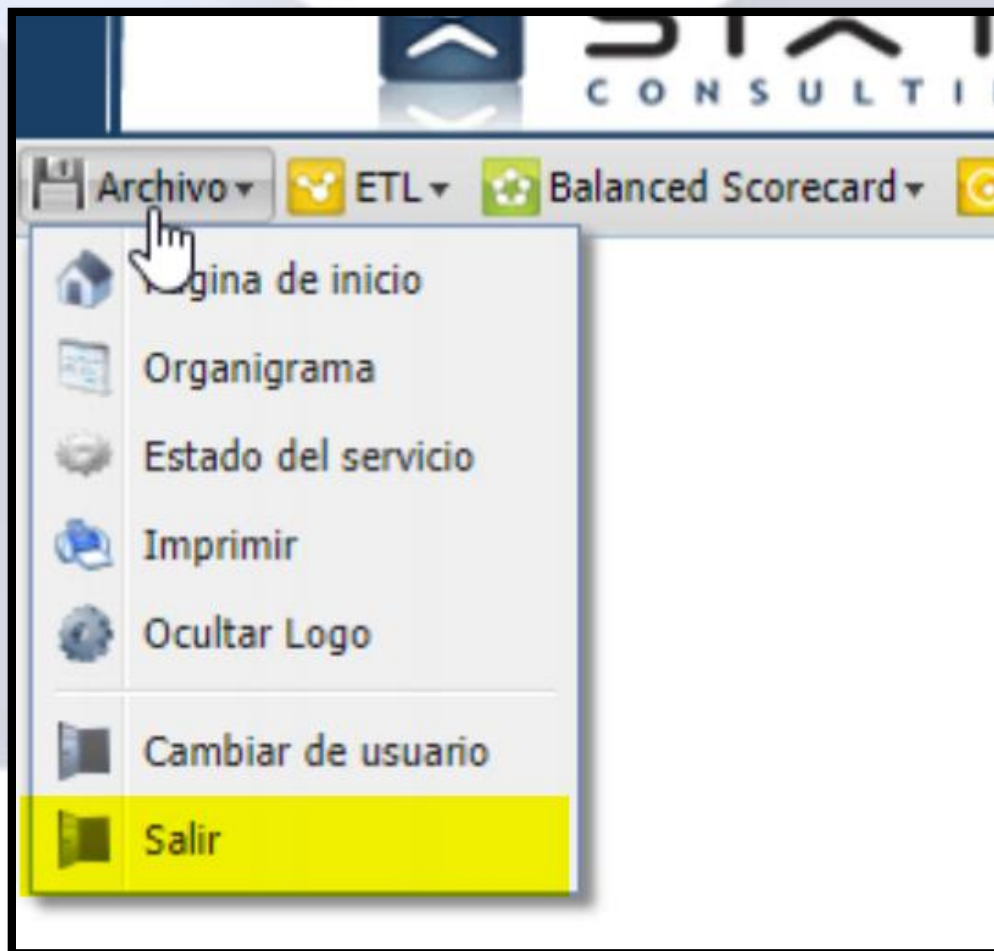 CONSULTI
Archivo ETL Balanced Scorecard
gina de inicio
Organigrama
Estado del servicio
Imprimir
Ocultar Logo
Cambiar de usuario
Salir